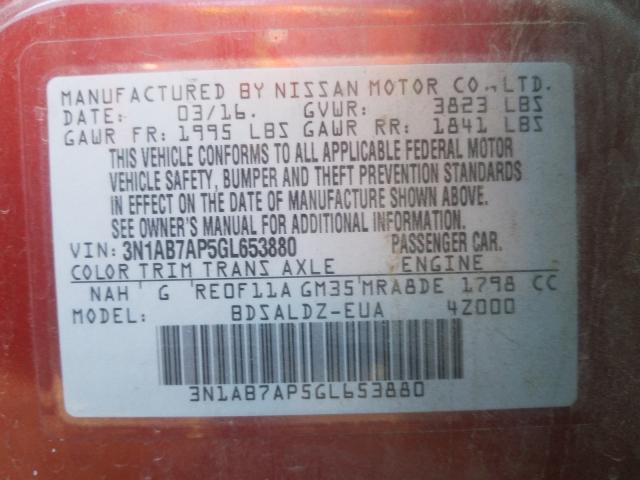 MANUFACTURED BY NISSAN MOTOR CO.,LTD.
DATE: 03/16. GVWR: 3823 LBS
GAWR FR: 1995 LBS GAWR RR: 1841 LBS
THIS VEHICLE CONFORMS TO ALL APPLICABLE FEDERAL MOTOR
VEHICLE SAFETY, BUMPER AND THEFT PREVENTION STANDARDS
IN EFFECT ON THE DATE OF MANUFACTURE SHOWN ABOVE.
SEE OWNER'S MANUAL FOR ADDITIONAL INFORMATION.
VIN: 3N1AB7AP5GL653880 PASSENGER CAR.
COLOR TRIM TRANS AXLE ENGINE
NAH G RE0F11A GM35 MRA8DE 1798 CC
MODEL: BDSALDZ-EUA 4Z000
3N1AB7AP5GL653880